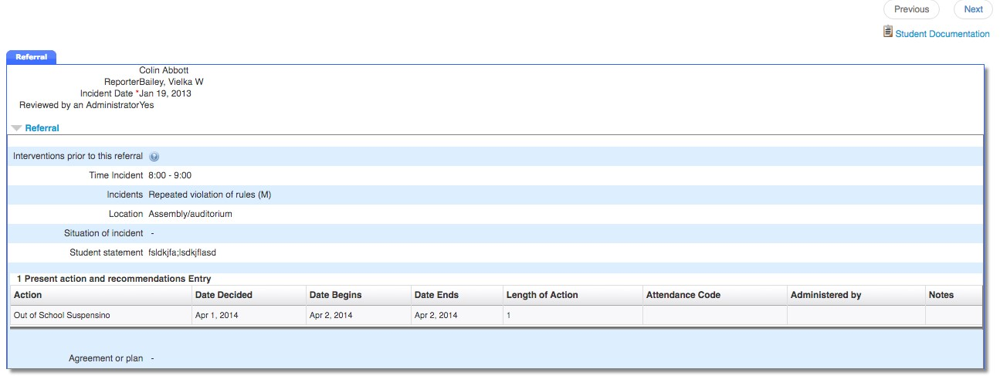 Previous Next
Student Documentation
Referral
Colin Abbott
ReporterBailey, Vielka W
Incident Date *Jan 19, 2013
Reviewed by an AdministratorYes
Referral
Interventions prior to this referral ?
Time Incident 8:00 - 9:00
Incidents Repeated violation of rules (M)
Location Assembly/auditorium
Situation of incident -
Student statement fsldkjfa;lsdkjflasd
1 Present action and recommendations Entry
Action Date Decided Date Begins Date Ends Length of Action Attendance Code Administered by Notes
Out of School Suspensino Apr 1, 2014 Apr 2, 2014 Apr 2, 2014 1
Agreement or plan -